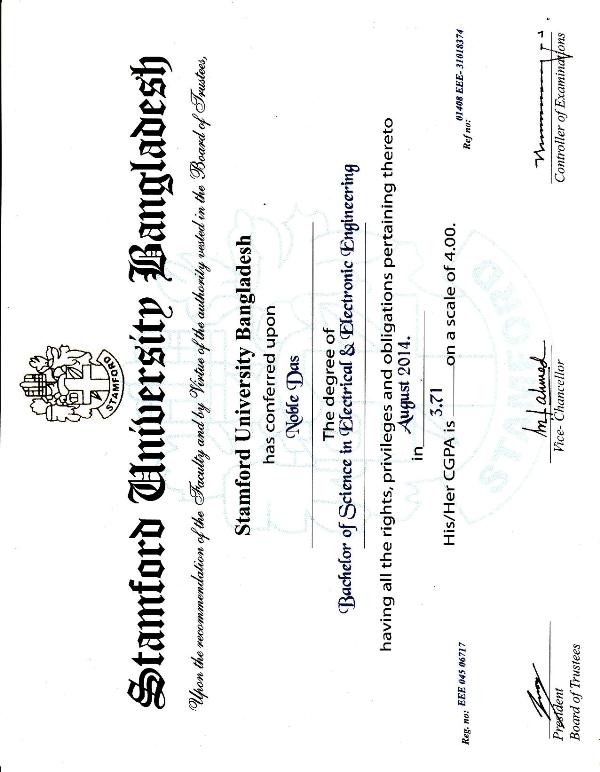 STAMFORD
Stamford University Bangladesh
Upon the recommendation of the Faculty and by Virtue of the authority vested in the Board of Trustees,
Stamford University Bangladesh
has conferred upon
Noble Das
The degree of
Bachelor of Science in Electrical & Electronic Engineering
having all the rights, privileges and obligations pertaining thereto
in August 2014.
His/Her CGPA is 3.71 on a scale of 4.00.
Reg. no: EEE 045 06717
Ref no: 01408 EEE- 31018374
STAMFORD
President
Board of Trustees
Vice- Chancellor
Controller of Examinations